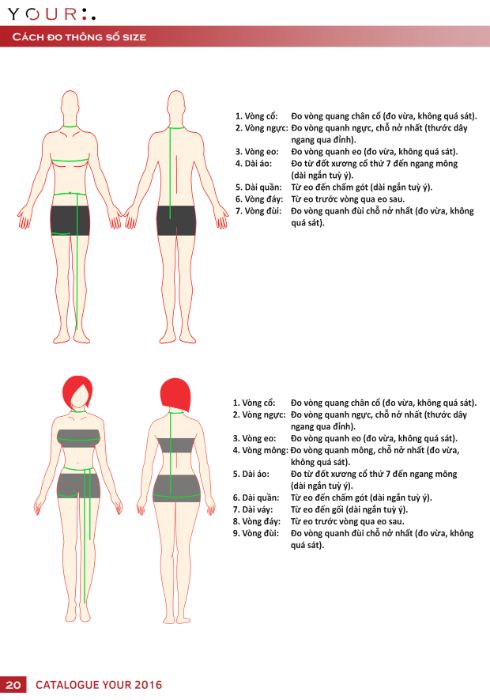 YOUR
CÁCH ĐO THÔNG SỐ SIZE
1. Vòng cổ: Đo vòng quang chân cổ (đo vừa, không quá sát).
2. Vòng ngực: Đo vòng quanh ngực, chỗ nở nhất (thước dây
ngang qua đỉnh).
3. Vòng eo: Đo vòng quanh eo (đo vừa, không quá sát).
4. Dài áo: Đo từ đốt xương cổ thứ 7 đến ngang mông
(dài ngắn tuỳ ý).
5. Dài quần: Từ eo đến chấm gót (dài ngắn tuỳ ý).
6. Vòng đáy: Từ eo trước vòng qua eo sau.
7. Vòng đùi: Đo vòng quanh đùi chỗ nở nhất (đo vừa, không
quá sát).
1. Vòng cổ: Đo vòng quang chân cổ (đo vừa, không quá sát).
2. Vòng ngực: Đo vòng quanh ngực, chỗ nở nhất (thước dây
ngang qua đỉnh).
3. Vòng eo: Đo vòng quanh eo (đo vừa, không quá sát).
4. Vòng mông: Đo vòng quanh mông, chỗ nở nhất (đo vừa,
không quá sát).
5. Dài áo: Đo từ đốt xương cổ thứ 7 đến ngang mông
(dài ngắn tuỳ ý).
6. Dài quần: Từ eo đến chấm gót (dài ngắn tuỳ ý).
7. Dài váy: Từ eo đến gối (dài ngắn tuỳ ý).
8. Vòng đáy: Từ eo trước vòng qua eo sau.
9. Vòng đùi: Đo vòng quanh đùi chỗ nở nhất (đo vừa, không
quá sát).
20 CATALOGUE YOUR 2016